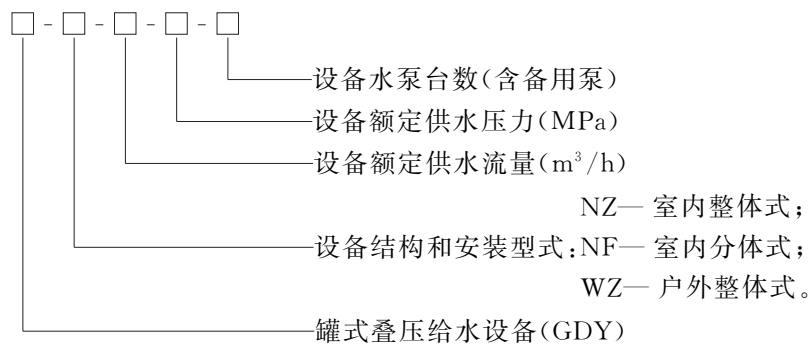 □-□-□-□-□
设备水泵台数(含备用泵)
设备额定供水压力(MPa)
设备额定供水流量(m³/h)
NZ— 室内整体式;
设备结构和安装型式:NF— 室内分体式;
WZ— 户外整体式。
罐式叠压给水设备(GDY)